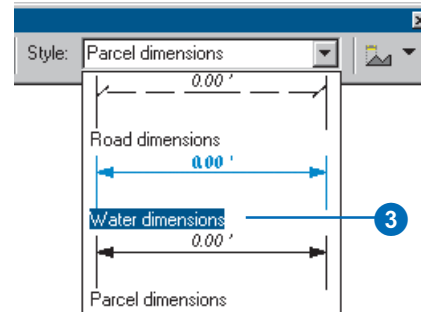 Style: Parcel dimensions
0.00 '
Road dimensions
0.00 '
Water dimensions
3
0.00 '
Parcel dimensions